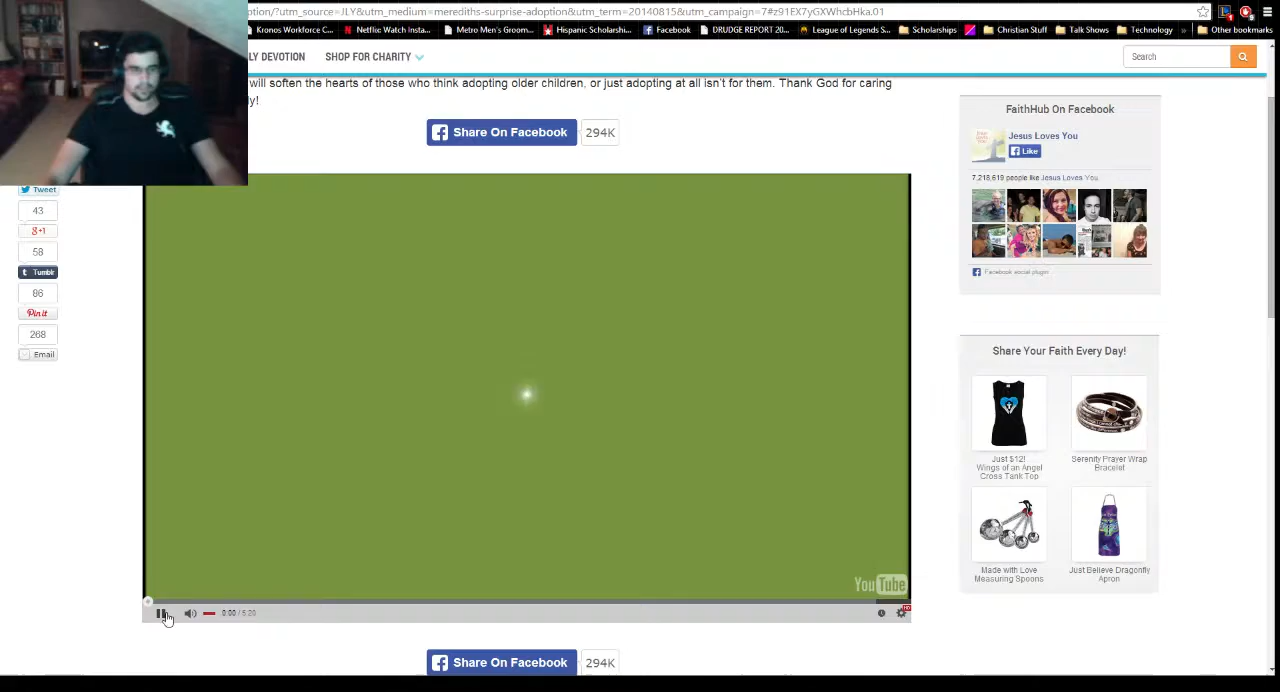 ption/?utm_source=JLY&utm_medium=merediths-surprise-adoption&utm_term=20140815&utm_campaign=7#z91EX7yGXWhcbHka.01
Kronos Workforce C...
Netflic Watch Insta...
Metro Men's Groom...
Hispanic Scholarshi...
Facebook
DRUDGE REPORT 20...
League of Legends S...
Scholarships
Christian Stuff
Talk Shows
Technology
»
Other bookmarks
LY DEVOTION
SHOP FOR CHARITY
Search
will soften the hearts of those who think adopting older children, or just adopting at all isn't for them. Thank God for caring
ly!
Share On Facebook
294K
Tweet
43
g+1
58
Tumblr
86
Pin it
268
Email
YouTube
0:00 / 5:20
HD
Share On Facebook
294K
FaithHub On Facebook
Jesus Loves You
Like
7,218,619 people like Jesus Loves You.
Facebook social plugin
Share Your Faith Every Day!
Just $12!
Wings of an Angel
Cross Tank Top
Serenity Prayer Wrap
Bracelet
Made with Love
Measuring Spoons
Just Believe Dragonfly
Apron